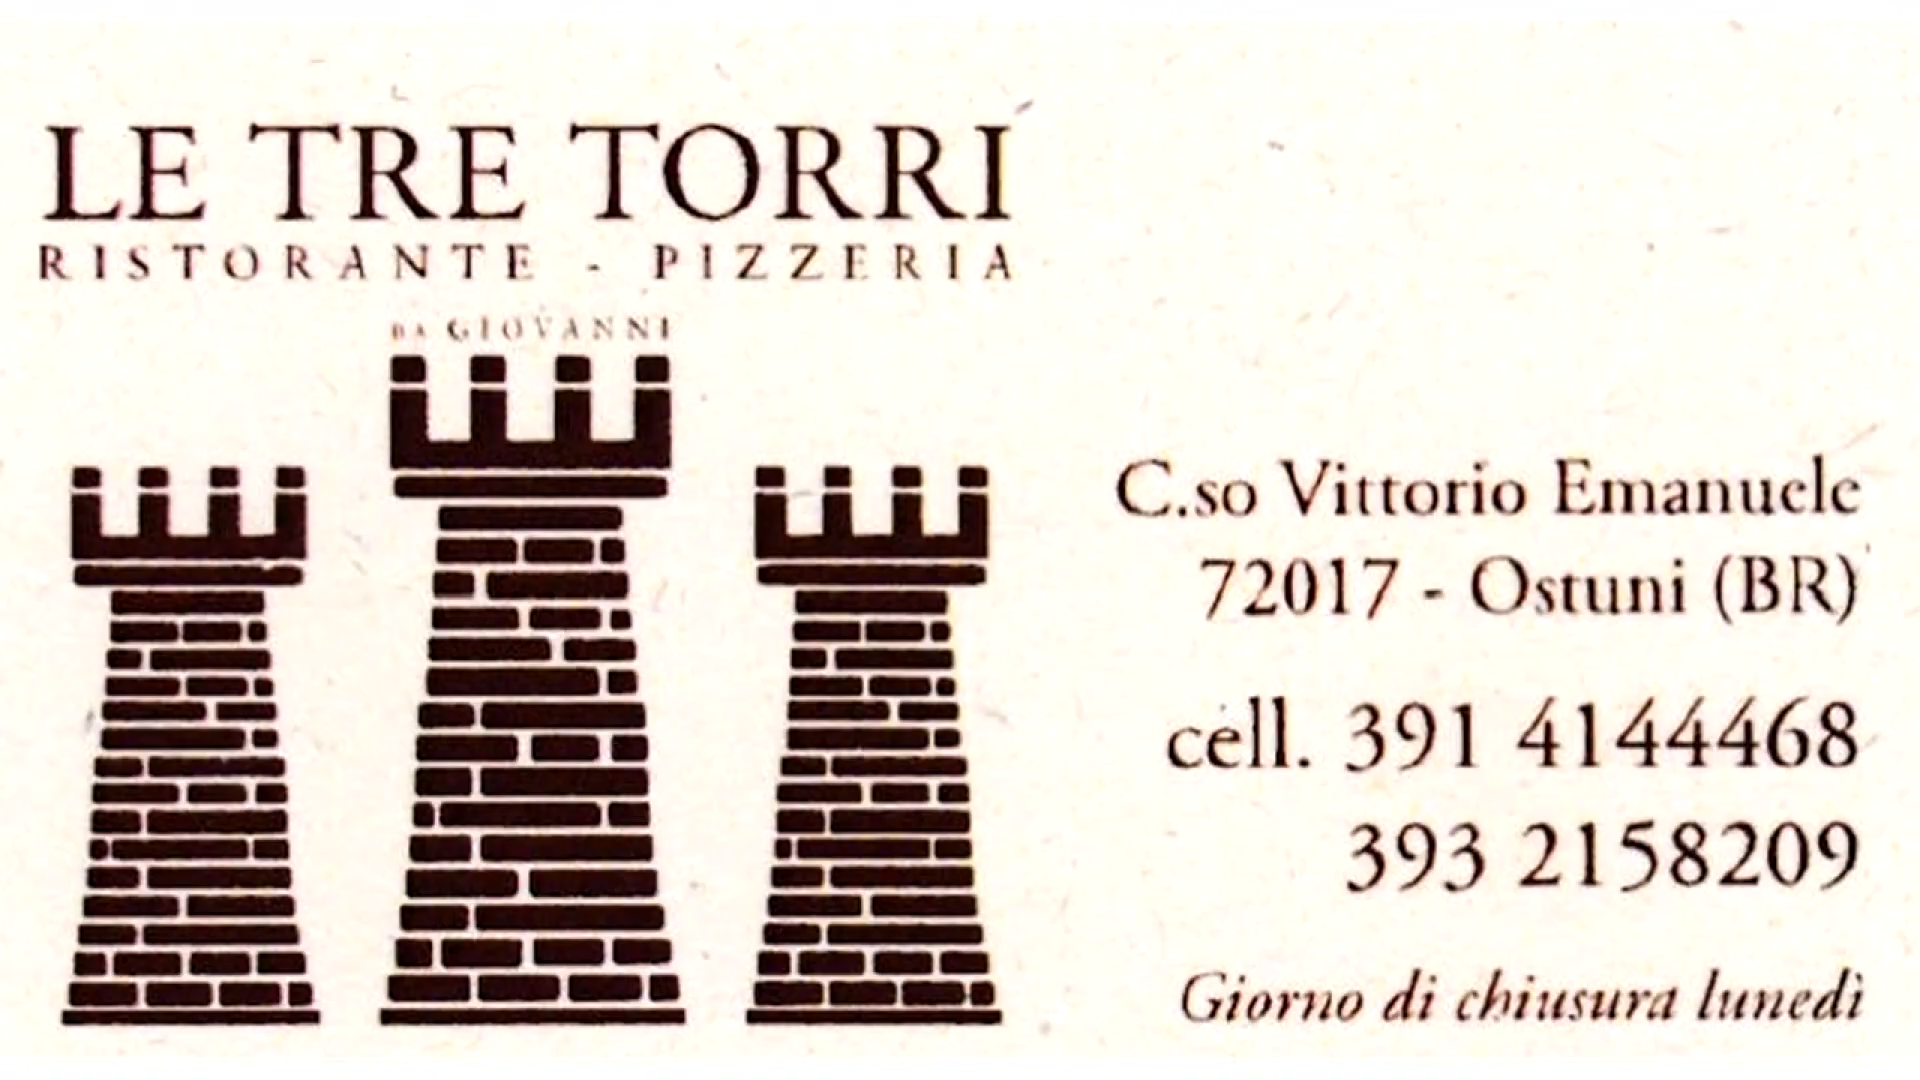 LE TRE TORRI
RISTORANTE - PIZZERIA
DA GIOVANNI
C.so Vittorio Emanuele
72017 - Ostuni (BR)
cell. 391 4144468
393 2158209
Giorno di chiusura lunedì